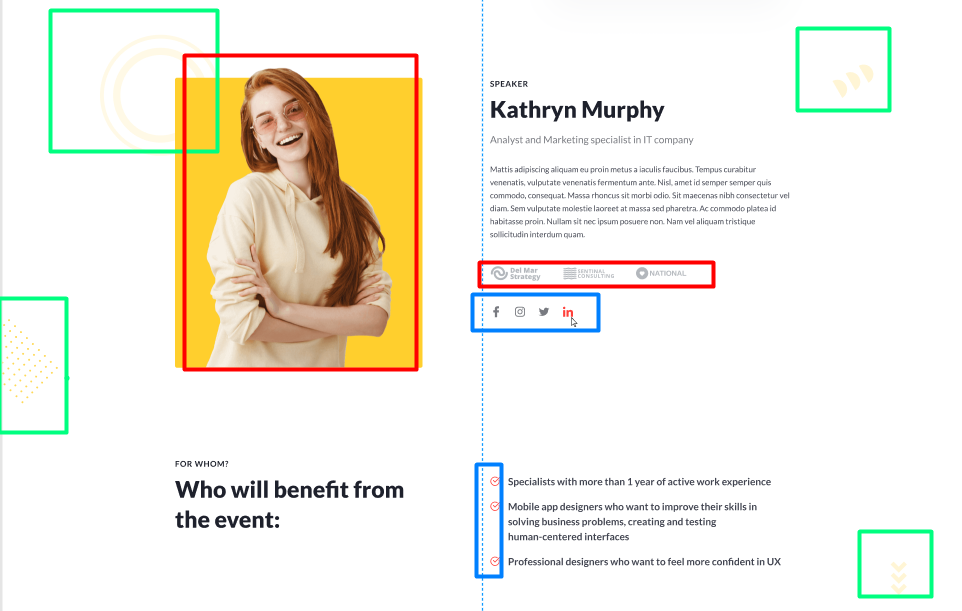 SPEAKER
Kathryn Murphy
Analyst and Marketing specialist in IT company
Mattis adipiscing aliquam eu proin metus a iaculis faucibus. Tempus curabitur
venenatis, vulputate venenatis fermentum ante. Nisl, amet id semper semper quis
commodo, consequat. Massa rhoncus sit morbi odio. Sit maecenas nibh consectetur vel
diam. Sem vulputate molestie laoreet at massa sed pharetra. Ac commodo platea id
habitasse proin. Nullam sit nec ipsum posuere non. Nam vel aliquam tristique
sollicitudin interdum quam.
Del Mar
Strategy
SENTINAL
CONSULTING
NATIONAL
in
FOR WHOM?
Who will benefit from
the event:
Specialists with more than 1 year of active work experience
Mobile app designers who want to improve their skills in
solving business problems, creating and testing
human-centered interfaces
Professional designers who want to feel more confident in UX